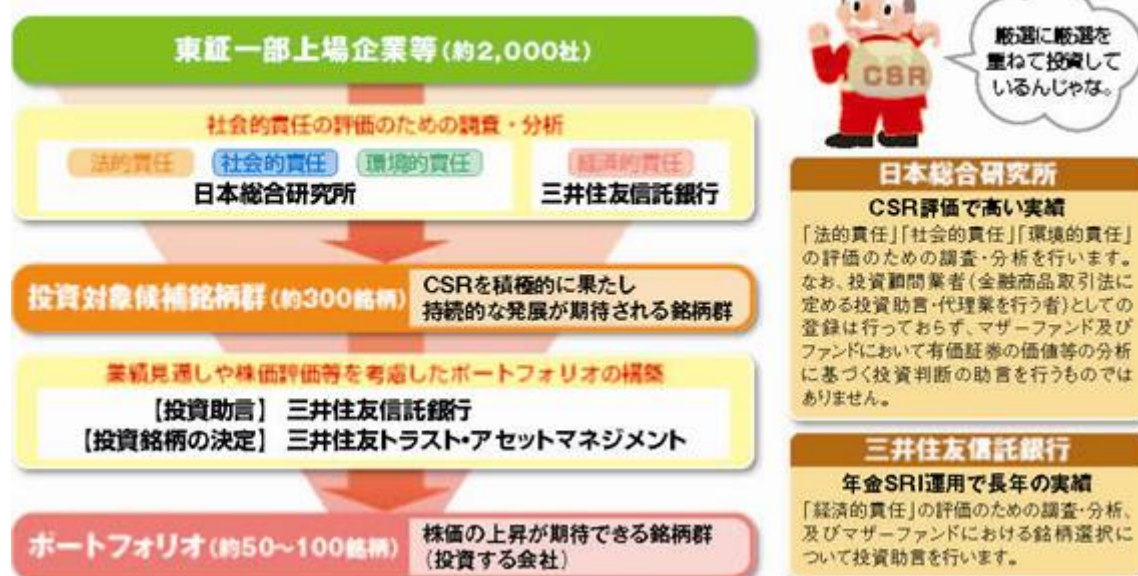 東証一部上場企業等(約2,000社)
社会的責任の評価のための調査・分析
法的責任 社会的責任 環境的責任
日本総合研究所
経済的責任
三井住友信託銀行
投資対象候補銘柄群(約300銘柄)
CSRを積極的に果たし
持続的な発展が期待される銘柄群
業績見通しや株価評価等を考慮したポートフォリオの構築
【投資助言】 三井住友信託銀行
【投資銘柄の決定】 三井住友トラスト・アセットマネジメント
ポートフォリオ(約50～100銘柄)
株価の上昇が期待できる銘柄群
(投資する会社)
CSR
厳選に厳選を
重ねて投資して
いるんじゃな。
日本総合研究所
CSR評価で高い実績
「法的責任」「社会的責任」「環境的責任」
の評価のための調査・分析を行います。
なお、投資顧問業者(金融商品取引法に
定める投資助言・代理業を行う者)としての
登録は行っておらず、マザーファンド及び
ファンドにおいて有価証券の価値等の分析
に基づく投資判断の助言を行うものでは
ありません。
三井住友信託銀行
年金SRI運用で長年の実績
「経済的責任」の評価のための調査・分析、
及びマザーファンドにおける銘柄選択に
ついて投資助言を行います。